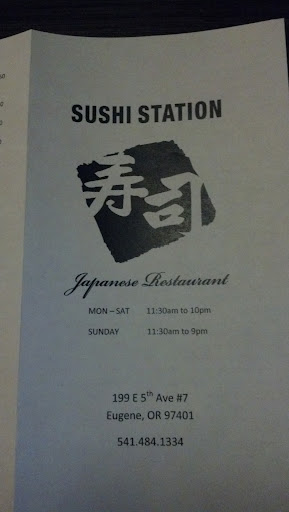 SUSHI STATION
寿司
Japanese Restaurant
MON – SAT 11:30am to 10pm
SUNDAY 11:30am to 9pm
199 E 5th Ave #7
Eugene, OR 97401
541.484.1334